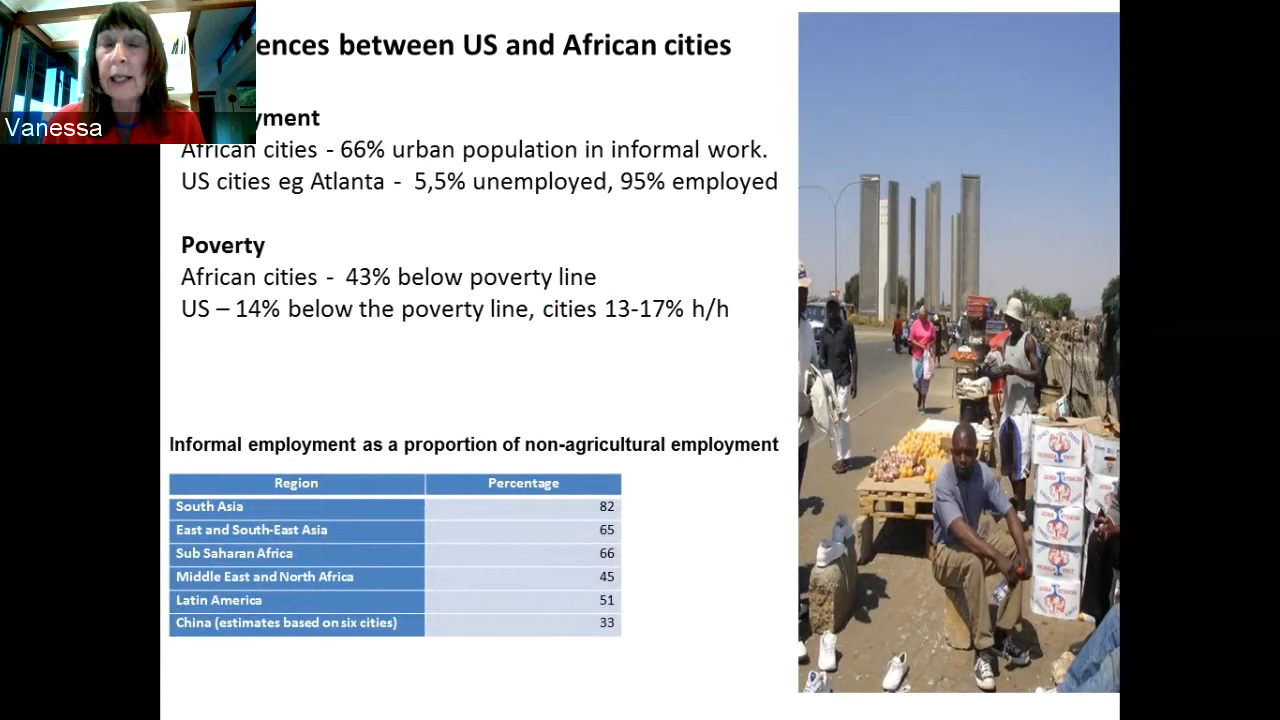 ences between US and African cities
Vanessa
yment
African cities - 66% urban population in informal work.
US cities eg Atlanta - 5,5% unemployed, 95% employed
Poverty
African cities - 43% below poverty line
US – 14% below the poverty line, cities 13-17% h/h
Informal employment as a proportion of non-agricultural employment
Region Percentage
South Asia 82
East and South-East Asia 65
Sub Saharan Africa 66
Middle East and North Africa 45
Latin America 51
China (estimates based on six cities) 33